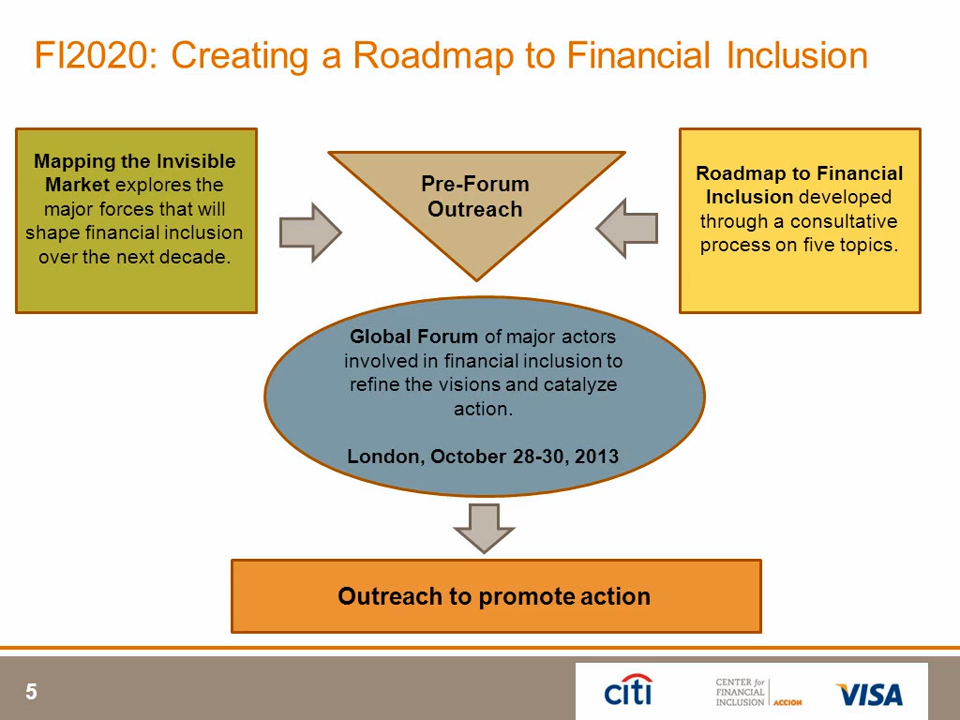 FI2020: Creating a Roadmap to Financial Inclusion
Mapping the Invisible
Market explores the
major forces that will
shape financial inclusion
over the next decade.
Pre-Forum
Outreach
Roadmap to Financial
Inclusion developed
through a consultative
process on five topics.
Global Forum of major actors
involved in financial inclusion to
refine the visions and catalyze
action.
London, October 28-30, 2013
Outreach to promote action
5
citi
CENTER for
FINANCIAL
INCLUSION
ACCION
VISA